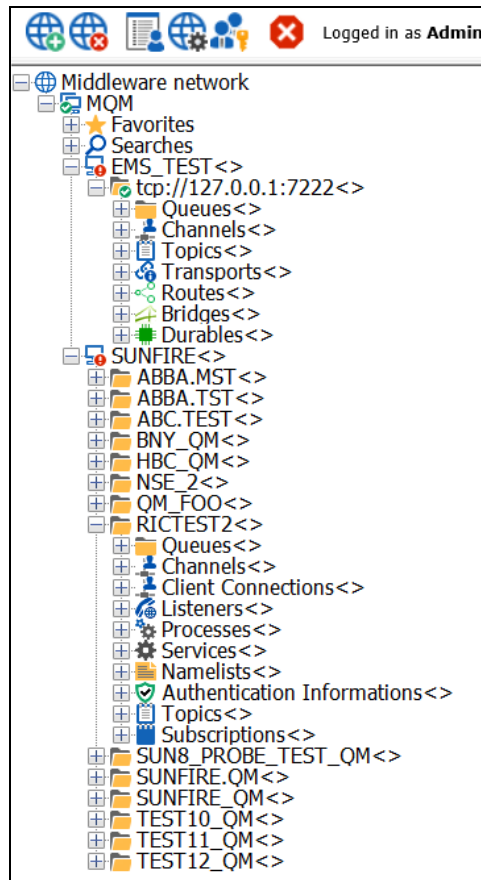 Logged in as Admin
Middleware network
MQM
Favorites
Searches
EMS_TEST<>
tcp://127.0.0.1:7222<>
Queues<>
Channels<>
Topics<>
Transports<>
Routes<>
Bridges<>
Durables<>
SUNFIRE<>
ABBA.MST<>
ABBA.TST<>
ABC.TEST<>
BNY_QM<>
HBC_QM<>
NSE_2<>
QM_FOO<>
RICTEST2<>
Queues<>
Channels<>
Client Connections<>
Listeners<>
Processes<>
Services<>
Namelists<>
Authentication Informations<>
Topics<>
Subscriptions<>
SUN8_PROBE_TEST_QM<>
SUNFIRE.QM<>
SUNFIRE_QM<>
TEST10_QM<>
TEST11_QM<>
TEST12_QM<>